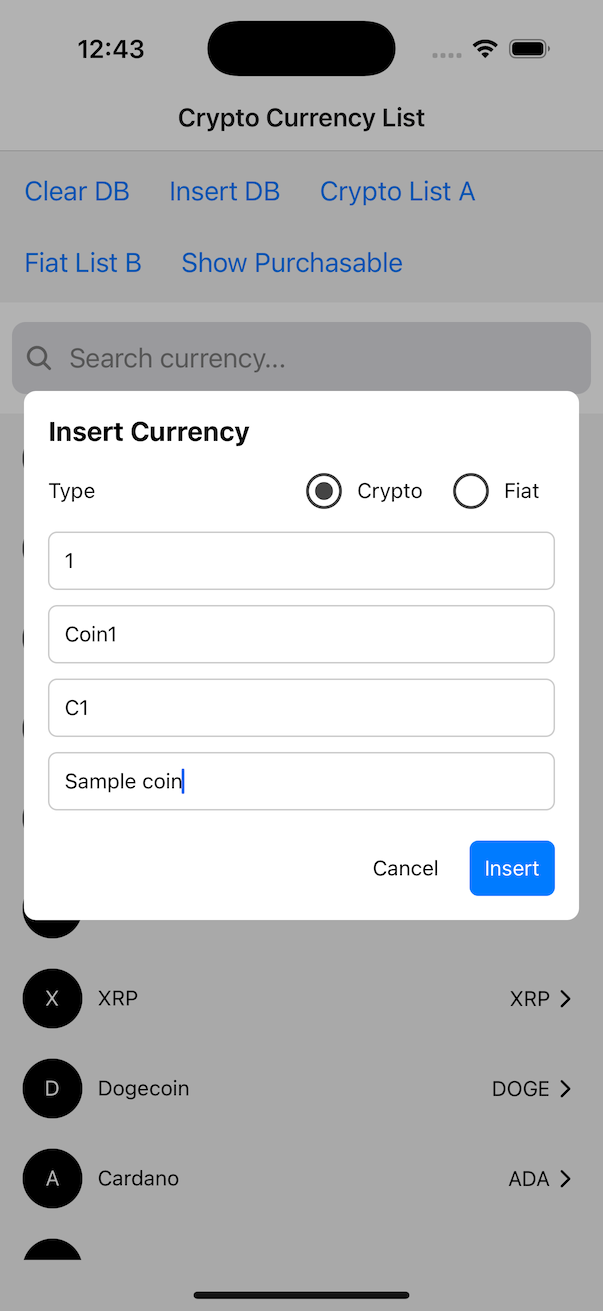 12:43
Crypto Currency List
Clear DB Insert DB Crypto List A
Fiat List B Show Purchasable
Search currency...
Insert Currency
Type Crypto Fiat
1
Coin1
C1
Sample coin
Cancel Insert
X XRP XRP
D Dogecoin DOGE
A Cardano ADA